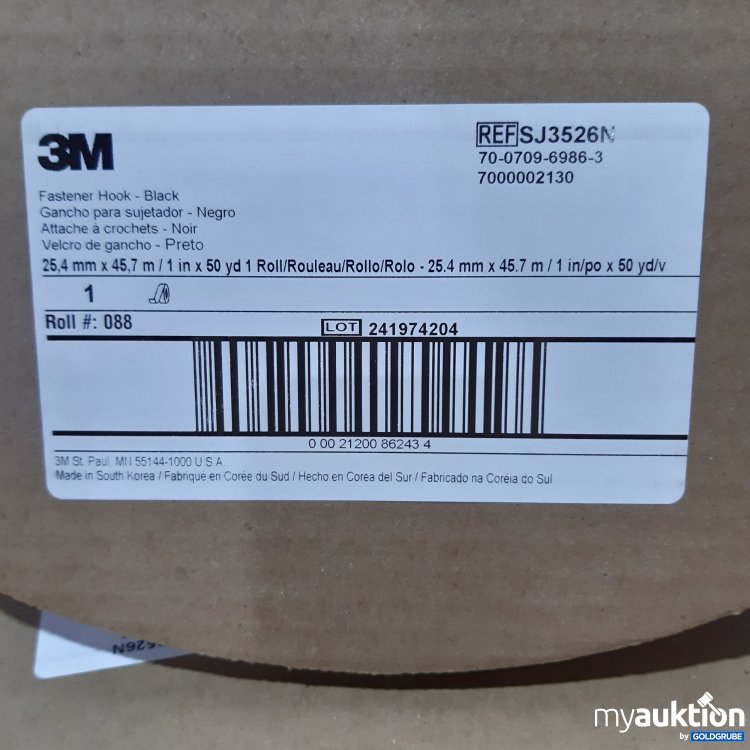 3M
REF SJ3526N
70-0709-6986-3
7000002130
Fastener Hook - Black
Gancho para sujetador - Negro
Attache à crochets - Noir
Velcro de gancho - Preto
25,4 mm x 45,7 m / 1 in x 50 yd 1 Roll/Rouleau/Rollo/Rolo - 25.4 mm x 45.7 m / 1 in/po x 50 yd/v
1
Roll #: 088
LOT 241974204
0 00 21200 86243 4
3M St. Paul, MN 55144-1000 U.S.A.
Made in South Korea / Fabriqué en Corée du Sud / Hecho en Corea del Sur / Fabricado na Coréia do Sul
526N
myauktion
by GOLDGRUBE